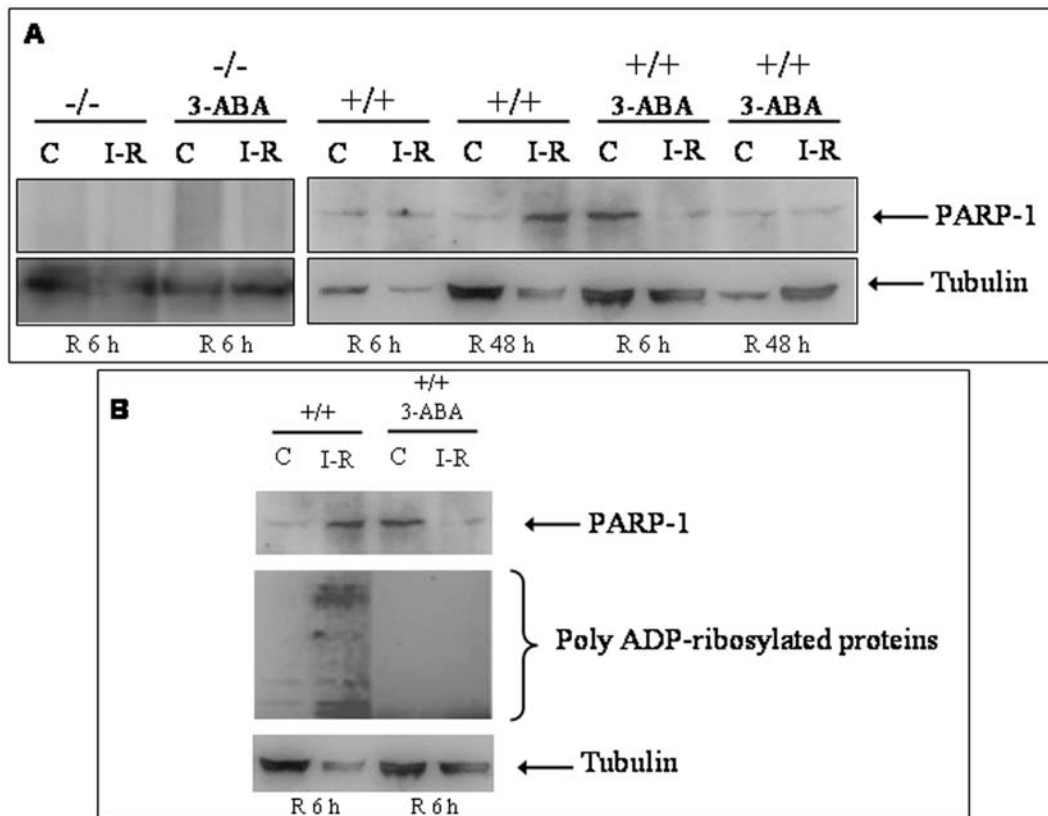 A
-/- -/- 3-ABA +/+ +/+ +/+ 3-ABA +/+ 3-ABA
C I-R C I-R C I-R C I-R C I-R C I-R
PARP-1
Tubulin
R 6 h R 6 h R 6 h R 48 h R 6 h R 48 h
B
+/+ +/+ 3-ABA
C I-R C I-R
PARP-1
Poly ADP-ribosylated proteins
Tubulin
R 6 h R 6 h